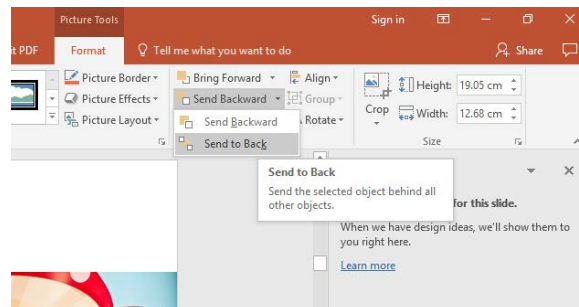 Picture Tools
Sign in
it PDF
Format
Tell me what you want to do
Share
Picture Border
Bring Forward
Align
Height: 19.05 cm
Picture Effects
Send Backward
Group
Crop
Width: 12.68 cm
Picture Layout
Send Backward
Rotate
Size
Send to Back
Send to Back
Send the selected object behind all
other objects.
for this slide.
When we have design ideas, we'll show them to
you right here.
Learn more